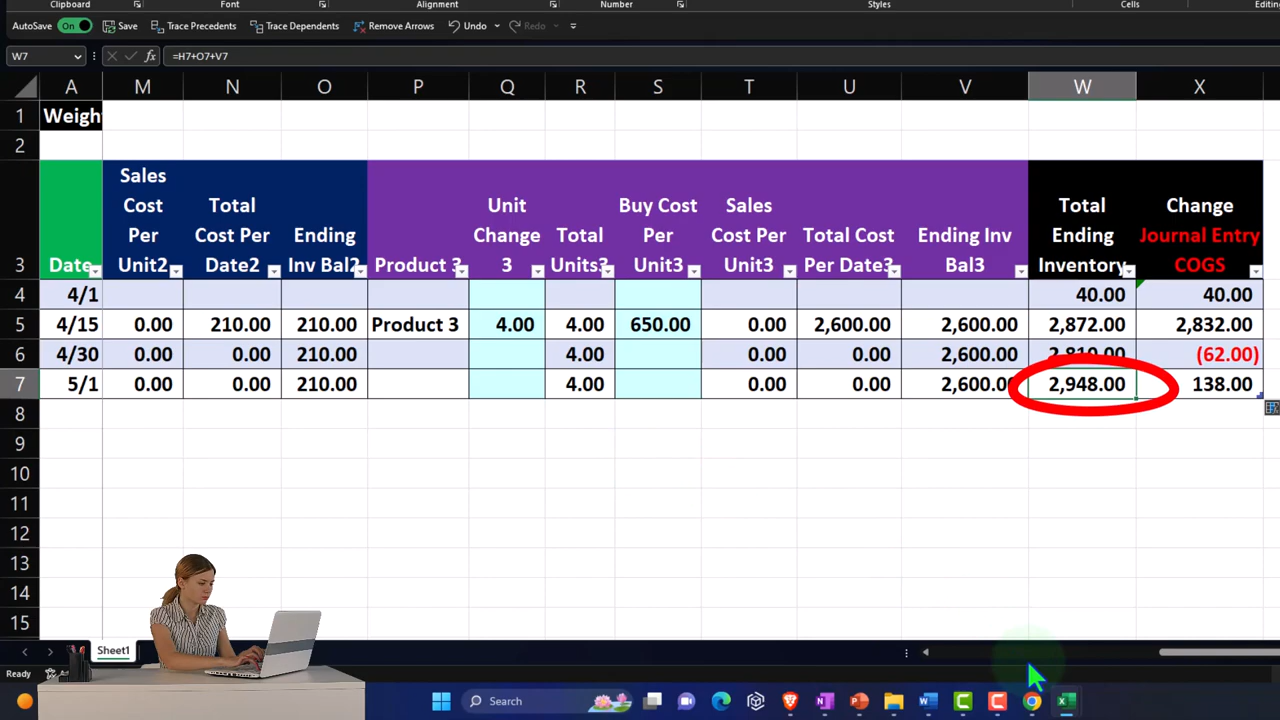 Clipboard Font Alignment Number Styles Cells
AutoSave On Save Trace Precedents Trace Dependents Remove Arrows Undo Redo
W7 fx =H7+O7+V7
A M N O P Q R S T U V W X
1 Weigh
2
3 Date Sales Cost Per Unit2 Total Cost Per Date2 Ending Inv Bal2 Product 3 Unit Change 3 Total Units3 Buy Cost Per Unit3 Sales Cost Per Unit3 Total Cost Per Date3 Ending Inv Bal3 Total Ending Inventory Change Journal Entry COGS
4 4/1 40.00 40.00
5 4/15 0.00 210.00 210.00 Product 3 4.00 4.00 650.00 0.00 2,600.00 2,600.00 2,872.00 2,832.00
6 4/30 0.00 0.00 210.00 4.00 0.00 0.00 2,600.00 2,810.00 (62.00)
7 5/1 0.00 0.00 210.00 4.00 0.00 0.00 2,600.00 2,948.00 138.00
8
9
10
11
12
13
14
15
Sheet1
Ready
Search